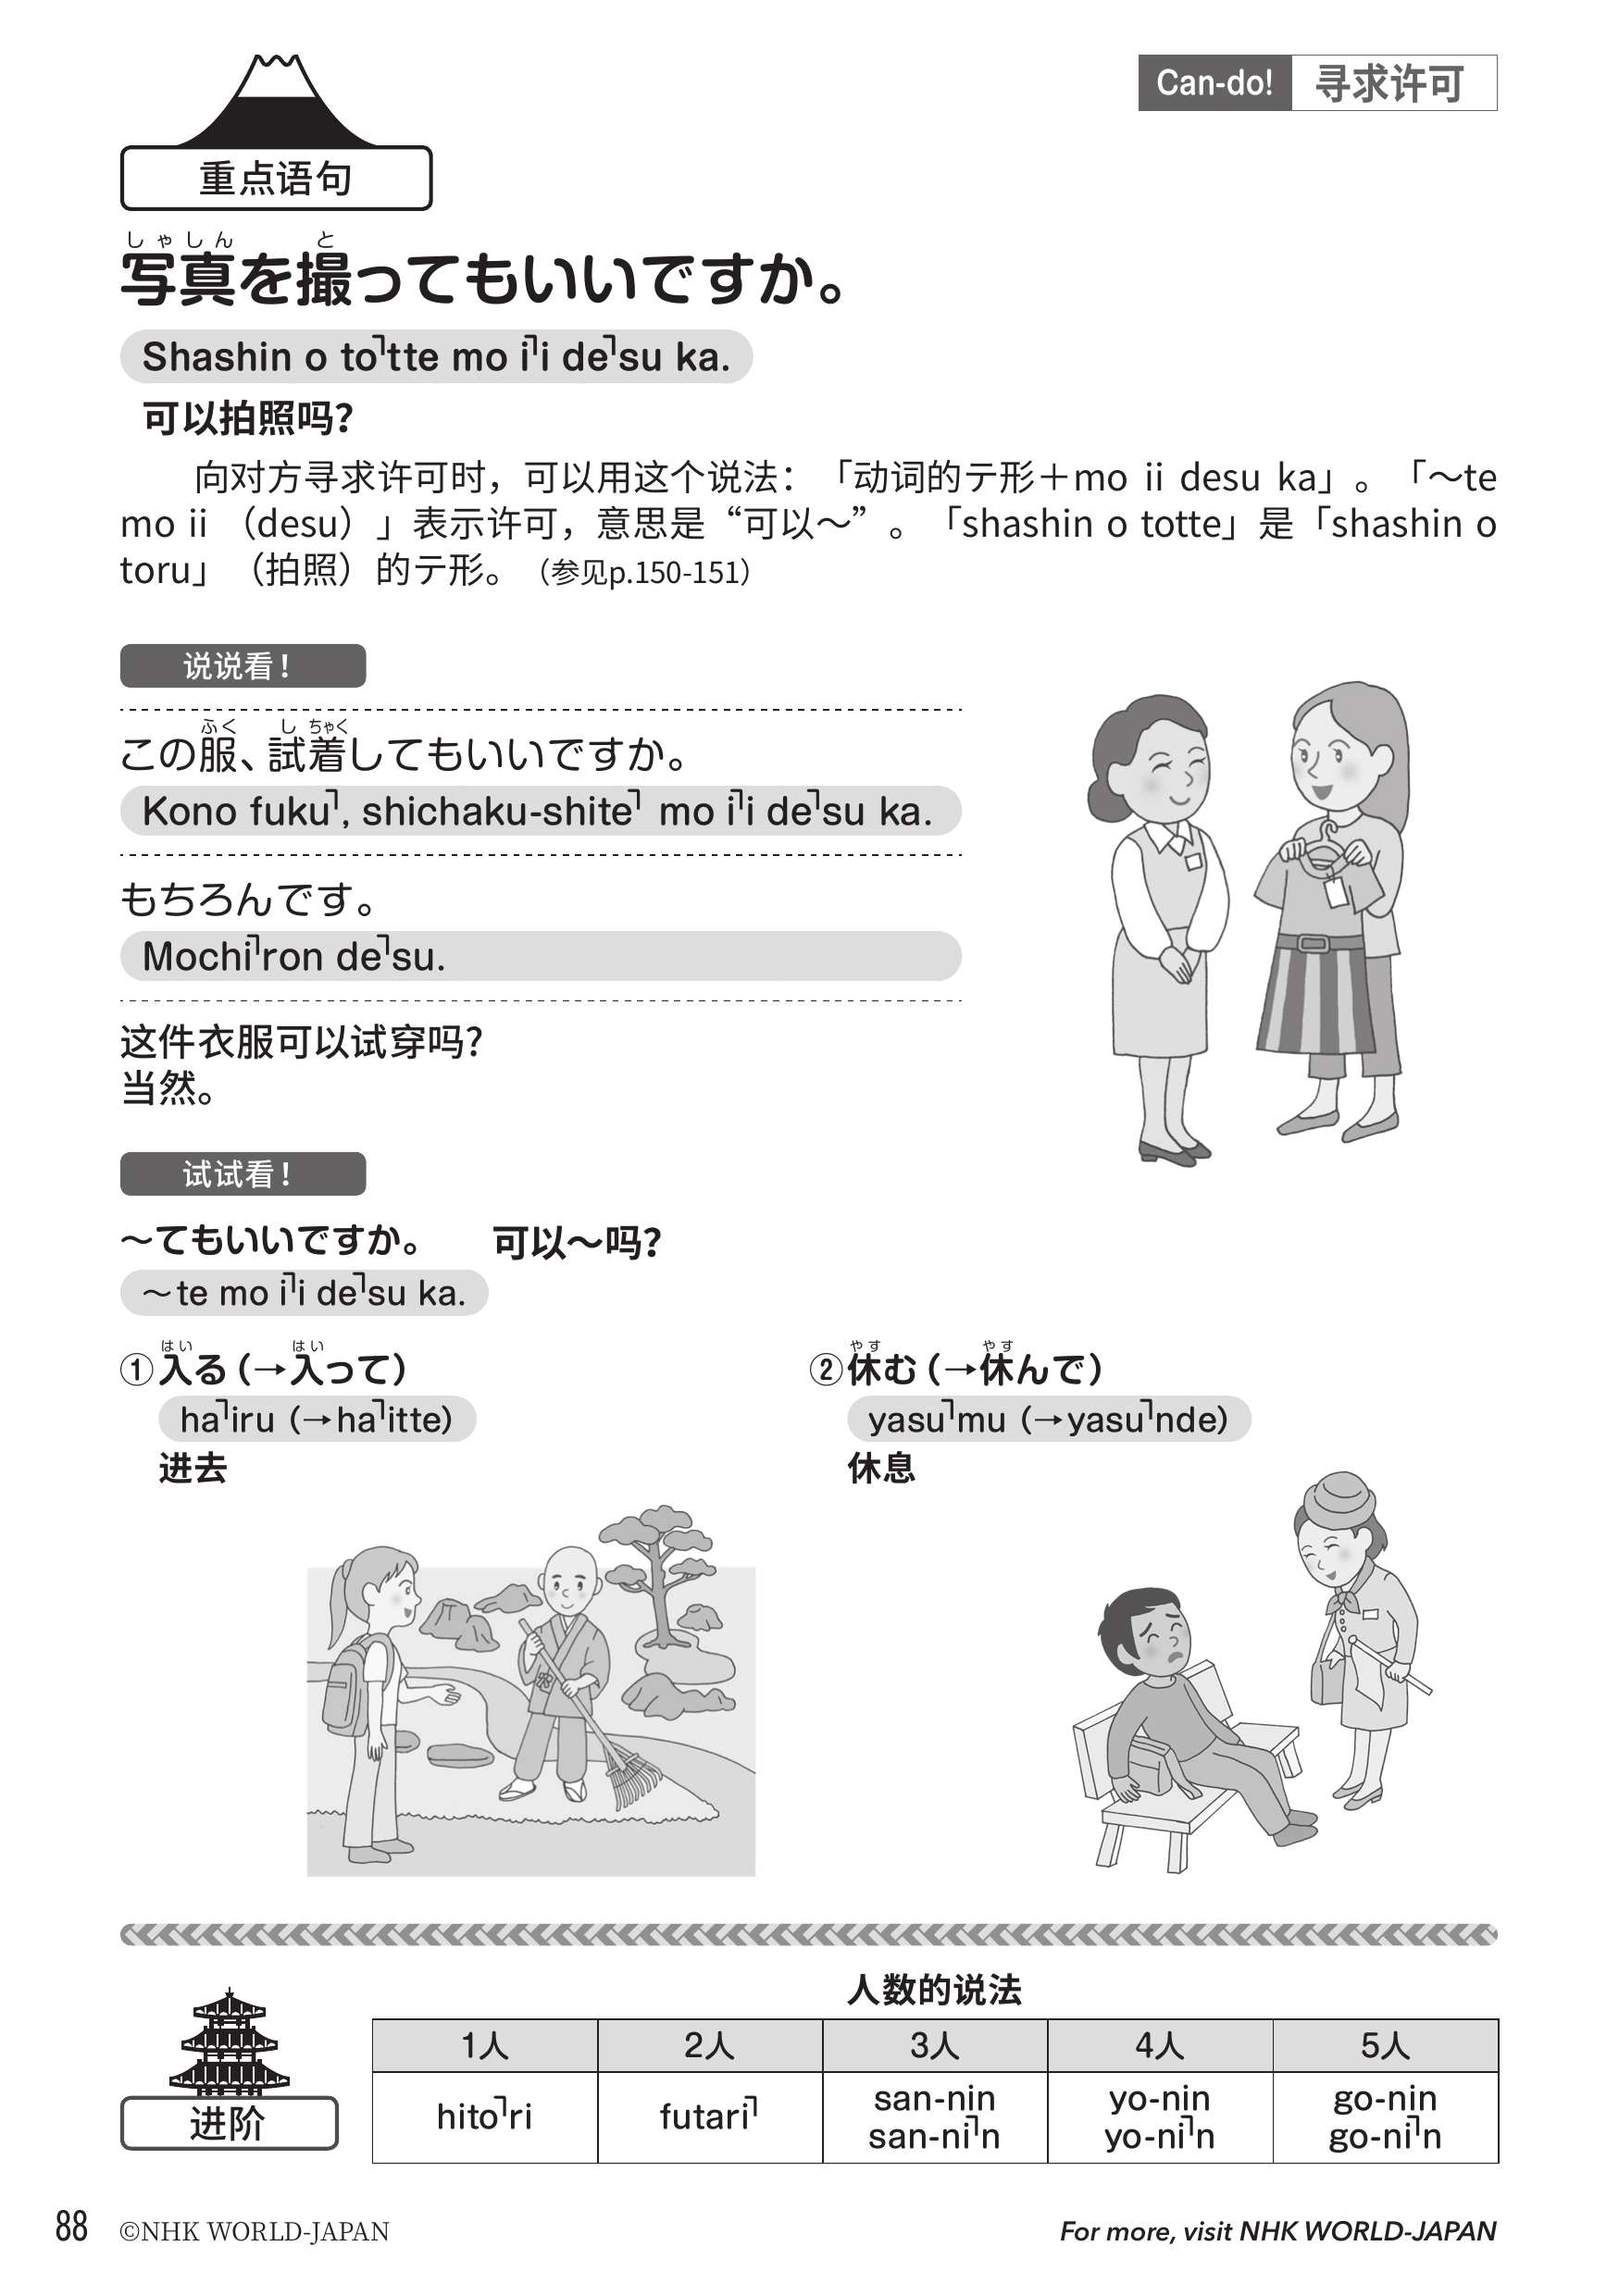 Can-do! 寻求许可
重点语句
しゃしん と
写真を撮ってもいいですか。
Shashin o to˥tte mo i˥i de˥su ka.
可以拍照吗？
向对方寻求许可时，可以用这个说法：「动词的テ形＋mo ii desu ka」。「～te
mo ii （desu）」表示许可，意思是“可以～”。「shashin o totte」是「shashin o
toru」（拍照）的テ形。（参见p.150-151）
说说看！
ふく し ちゃく
この服、試着してもいいですか。
Kono fuku˥, shichaku-shite˥ mo i˥i de˥su ka.
もちろんです。
Mochi˥ron de˥su.
这件衣服可以试穿吗？
当然。
试试看！
～てもいいですか。 可以～吗？
～te mo i˥i de˥su ka.
はい はい
①入る（→入って）
ha˥iru (→ha˥itte)
进去
やす やす
②休む（→休んで）
yasu˥mu (→yasu˥nde)
休息
进阶
人数的说法
1人 2人 3人 4人 5人
hito˥ri futari˥ san-nin yo-nin go-nin
san-ni˥n yo-ni˥n go-ni˥n
88 ©NHK WORLD-JAPAN For more, visit NHK WORLD-JAPAN